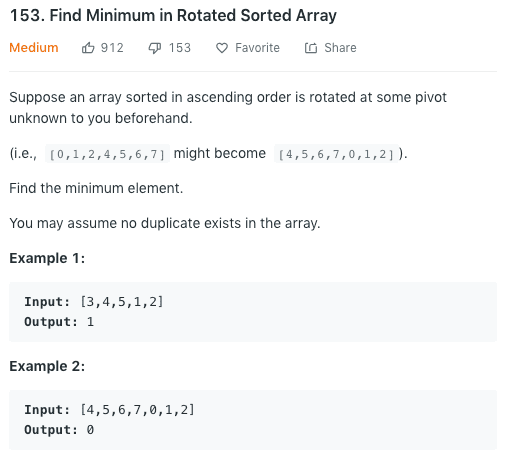 153. Find Minimum in Rotated Sorted Array
Medium 912 153 Favorite Share
Suppose an array sorted in ascending order is rotated at some pivot
unknown to you beforehand.
(i.e., [0,1,2,4,5,6,7] might become [4,5,6,7,0,1,2]).
Find the minimum element.
You may assume no duplicate exists in the array.
Example 1:
Input: [3,4,5,1,2]
Output: 1
Example 2:
Input: [4,5,6,7,0,1,2]
Output: 0